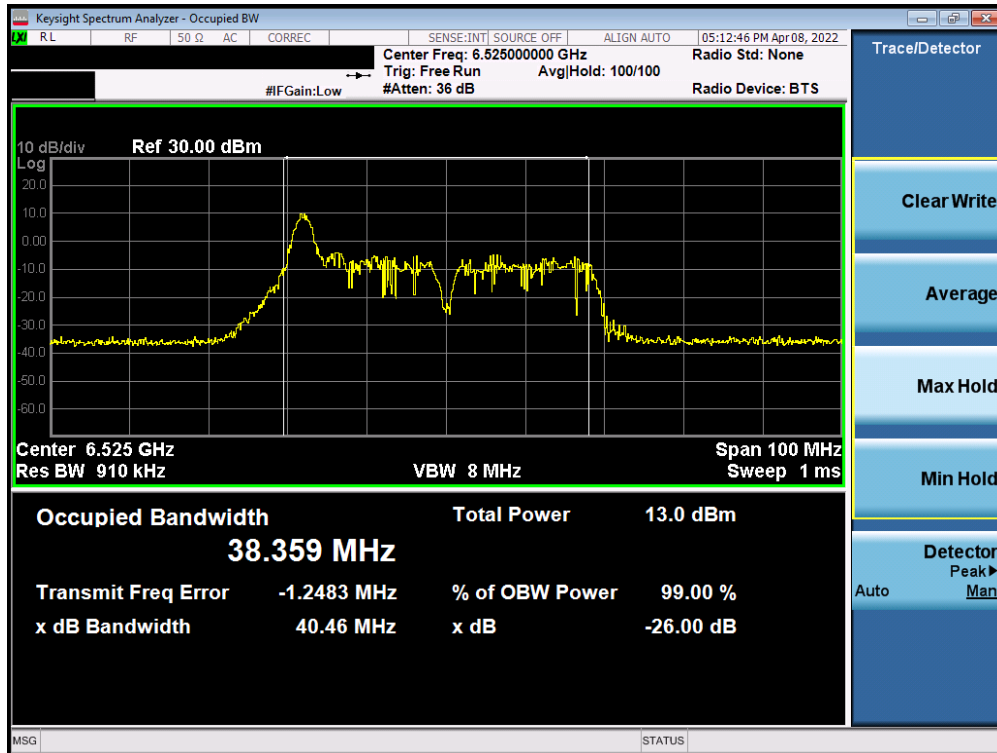 Keysight Spectrum Analyzer - Occupied BW
LXI RL RF 50 Ω AC CORREC SENSE:INT SOURCE OFF ALIGN AUTO 05:12:46 PM Apr 08, 2022
Center Freq: 6.525000000 GHz Radio Std: None
Trig: Free Run Avg|Hold: 100/100
#IFGain:Low #Atten: 36 dB Radio Device: BTS
10 dB/div Ref 30.00 dBm
Log
20.0
10.0
0.00
-10.0
-20.0
-30.0
-40.0
-50.0
-60.0
Center 6.525 GHz Span 100 MHz
Res BW 910 kHz VBW 8 MHz Sweep 1 ms
Occupied Bandwidth Total Power 13.0 dBm
38.359 MHz
Transmit Freq Error -1.2483 MHz % of OBW Power 99.00 %
x dB Bandwidth 40.46 MHz x dB -26.00 dB
MSG STATUS
Trace/Detector
Clear Write
Average
Max Hold
Min Hold
Detector
Peak▶
Auto Man